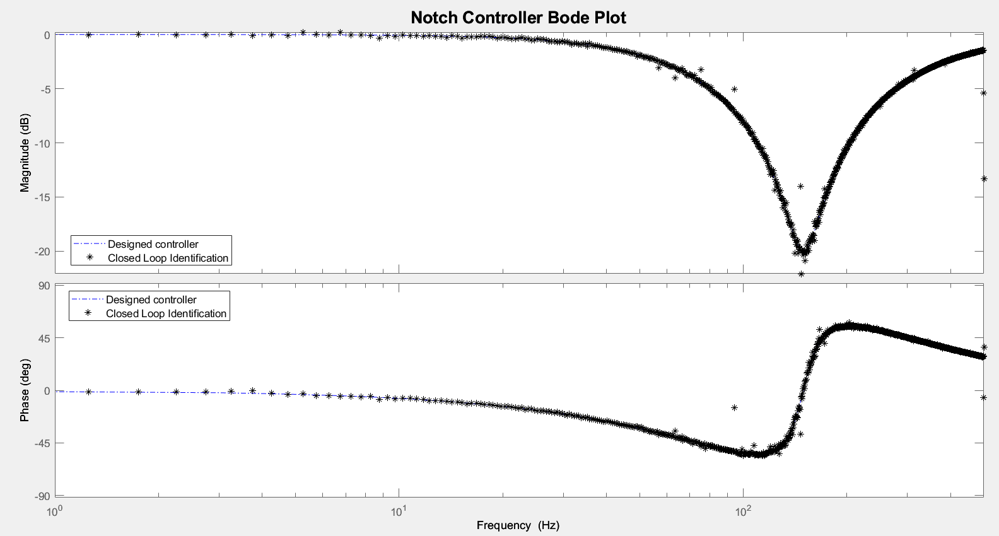 Notch Controller Bode Plot
0
-5
-10
-15
-20
Magnitude (dB)
Designed controller
Closed Loop Identification
90
45
0
-45
-90
Phase (deg)
Designed controller
Closed Loop Identification
10^0 10^1 10^2
Frequency (Hz)